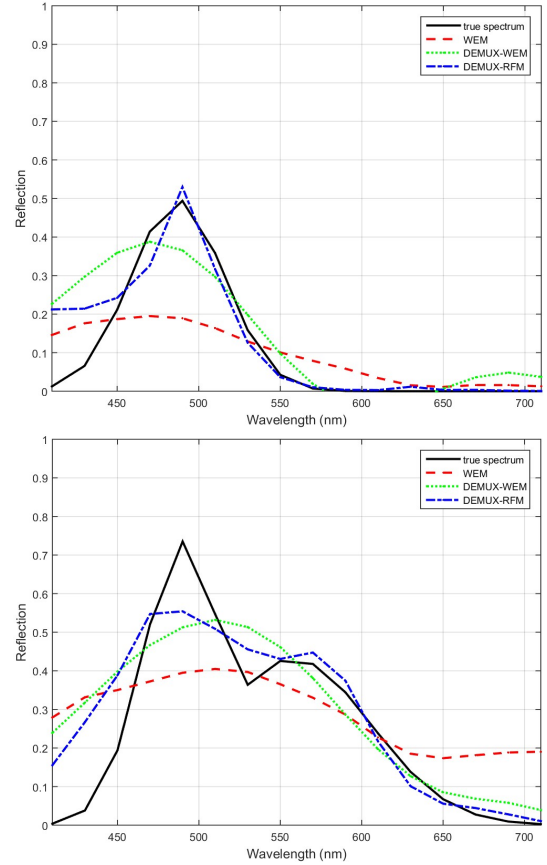 1
0.9
0.8
0.7
0.6
0.5
0.4
0.3
0.2
0.1
0
Reflection
true spectrum
WEM
DEMUX-WEM
DEMUX-RFM
450 500 550 600 650 700
Wavelength (nm)
1
0.9
0.8
0.7
0.6
0.5
0.4
0.3
0.2
0.1
0
Reflection
true spectrum
WEM
DEMUX-WEM
DEMUX-RFM
450 500 550 600 650 700
Wavelength (nm)